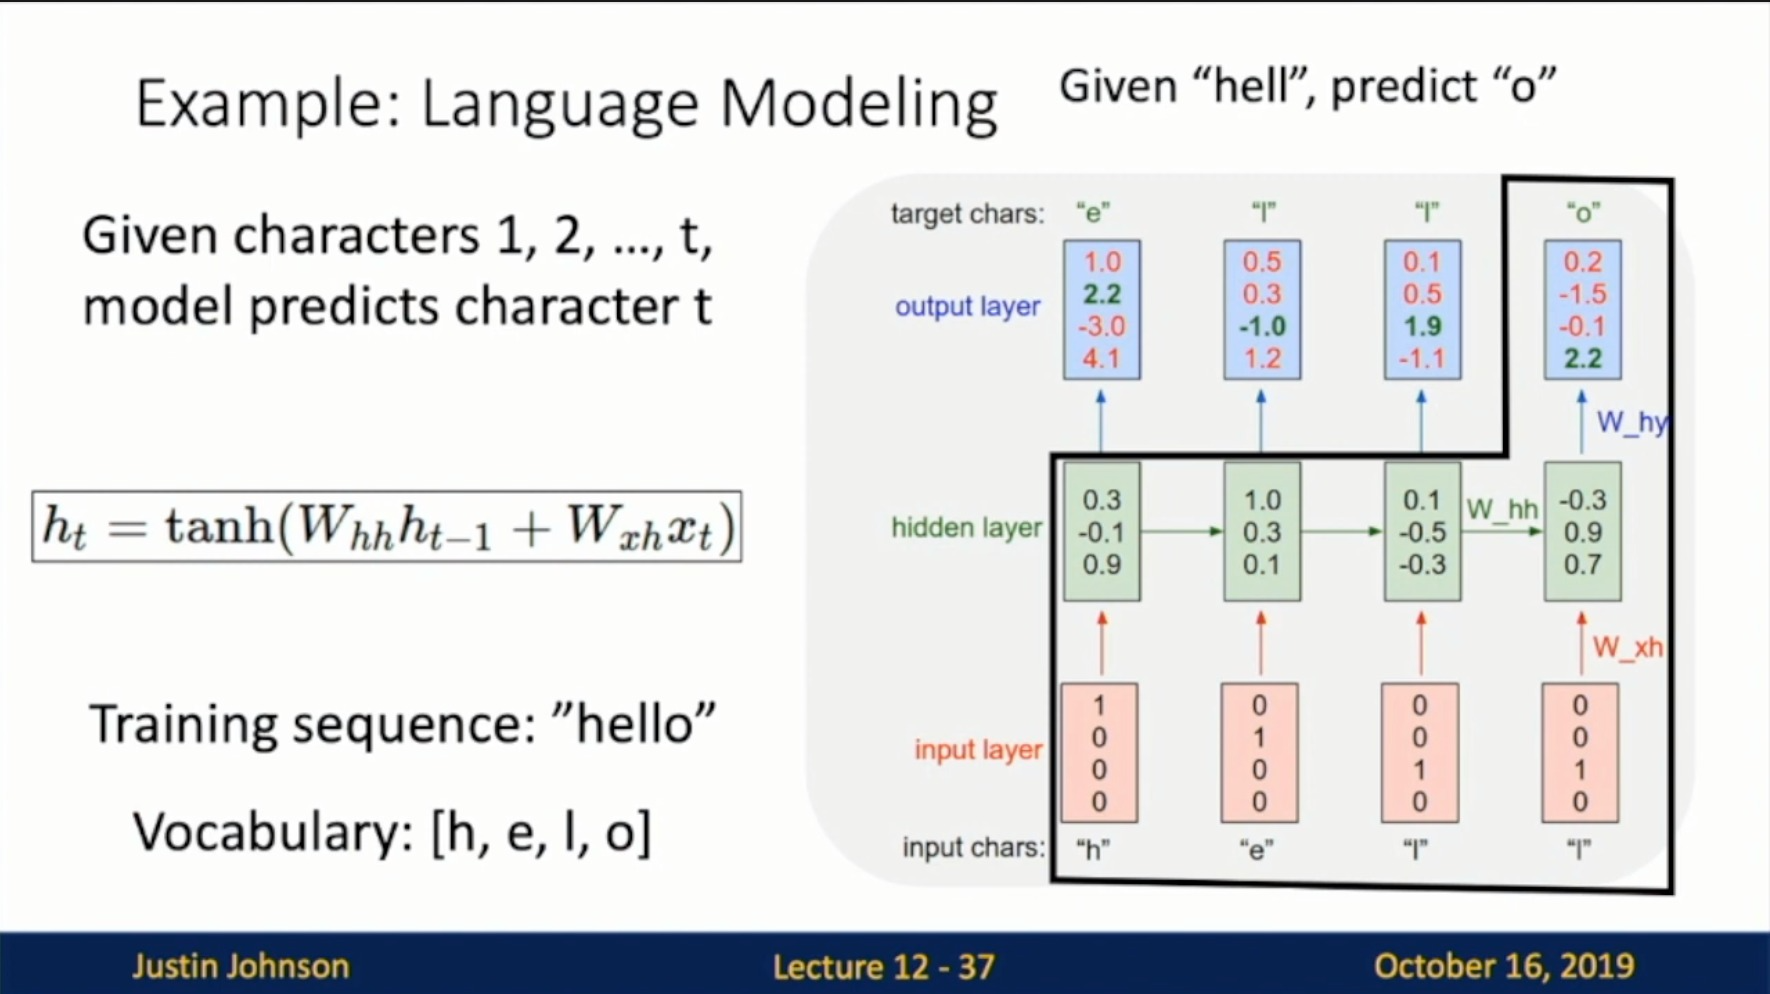 Example: Language Modeling
Given “hell”, predict “o”
Given characters 1, 2, ..., t,
model predicts character t
h_t = tanh(W_{hh}h_{t-1} + W_{xh}x_t)
Training sequence: ”hello”
Vocabulary: [h, e, l, o]
target chars: “e” “l” “l” “o”
output layer
1.0 0.5 0.1 0.2
2.2 0.3 0.5 -1.5
-3.0 -1.0 1.9 -0.1
4.1 1.2 -1.1 2.2
W_hy
hidden layer
0.3 1.0 0.1 -0.3
-0.1 0.3 -0.5 0.9
0.9 0.1 -0.3 0.7
W_hh
W_xh
input layer
1 0 0 0
0 1 0 0
0 0 1 1
0 0 0 0
input chars: “h” “e” “l” “l”
Justin Johnson
Lecture 12 - 37
October 16, 2019